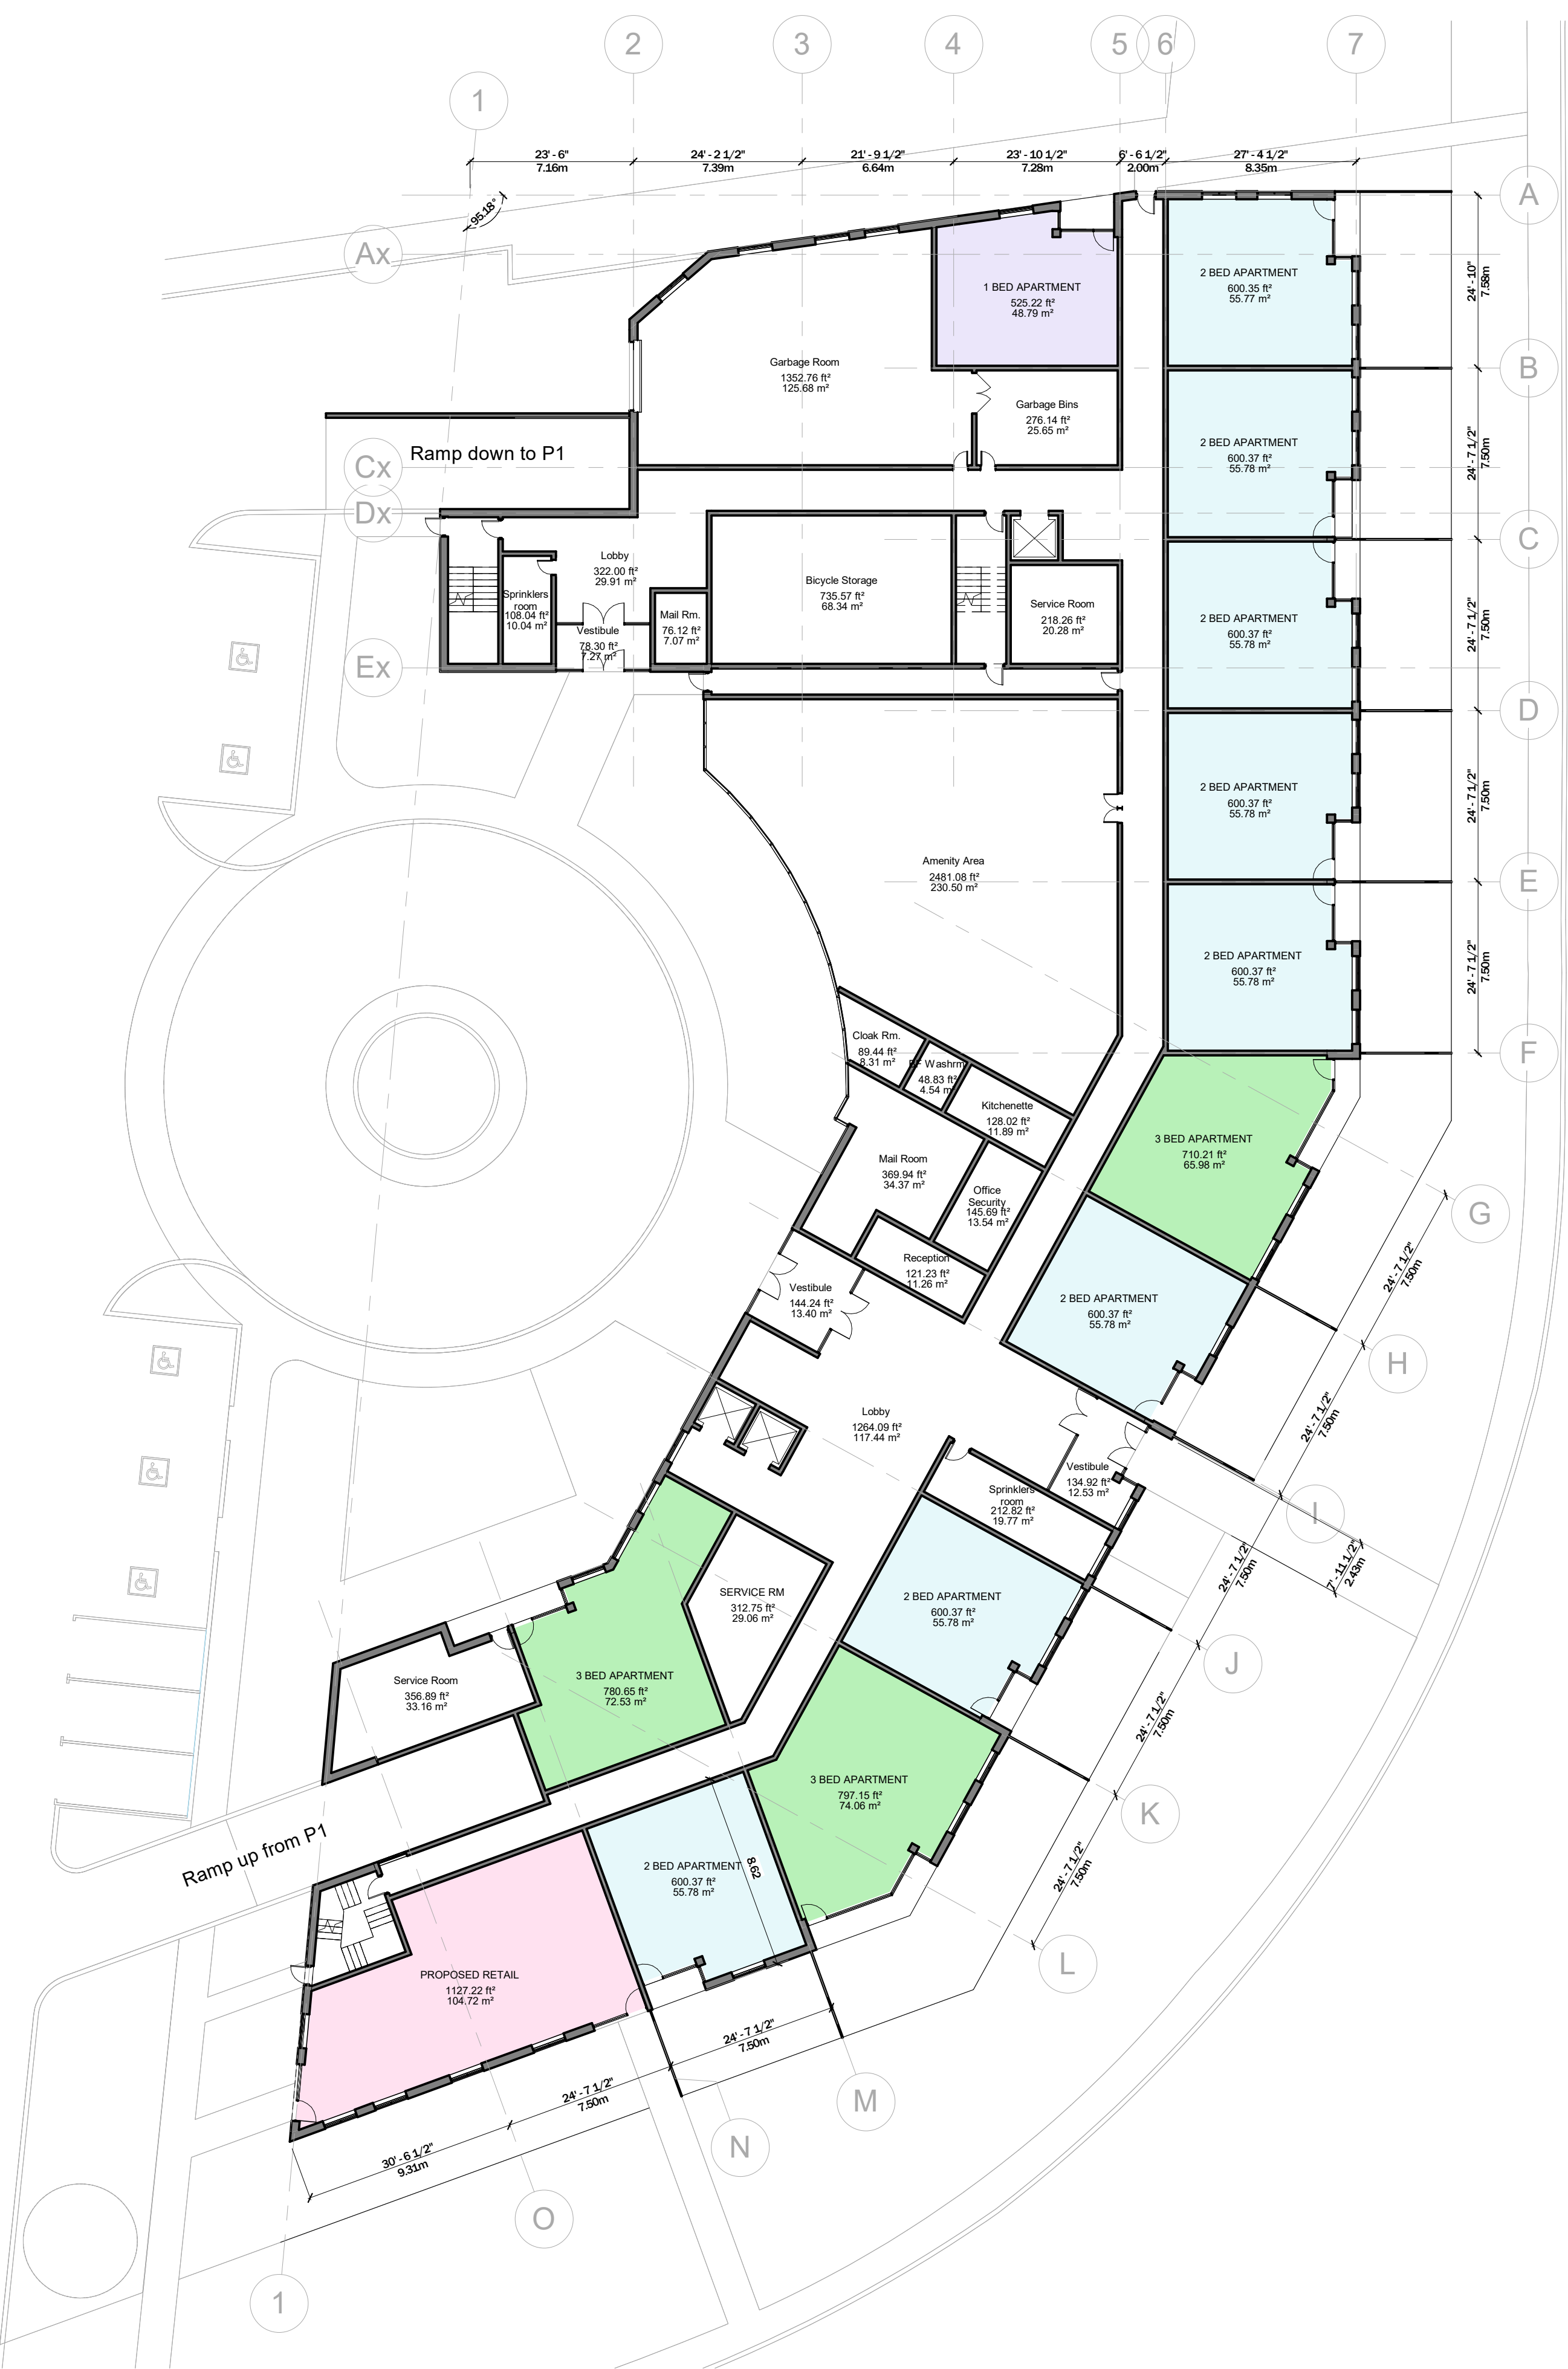 1
2
3
4
5
6
7
23' - 6"
7.16m
24' - 2 1/2"
7.39m
21' - 9 1/2"
6.64m
23' - 10 1/2"
7.28m
6' - 6 1/2"
2.00m
27' - 4 1/2"
8.35m
95.18°
A
Ax
24' - 10"
7.58m
1 BED APARTMENT
525.22 ft²
48.79 m²
2 BED APARTMENT
600.35 ft²
55.77 m²
Garbage Room
1352.76 ft²
125.68 m²
B
Garbage Bins
276.14 ft²
25.65 m²
2 BED APARTMENT
600.37 ft²
55.78 m²
24' - 7 1/2"
7.50m
Ramp down to P1
Cx
Dx
C
Lobby
322.00 ft²
29.91 m²
Sprinklers
room
108.04 ft²
10.04 m²
Vestibule
78.30 ft²
7.27 m²
Mail Rm.
76.12 ft²
7.07 m²
Bicycle Storage
735.57 ft²
68.34 m²
Service Room
218.26 ft²
20.28 m²
2 BED APARTMENT
600.37 ft²
55.78 m²
24' - 7 1/2"
7.50m
Ex
D
2 BED APARTMENT
600.37 ft²
55.78 m²
24' - 7 1/2"
7.50m
Amenity Area
2481.08 ft²
230.50 m²
E
2 BED APARTMENT
600.37 ft²
55.78 m²
24' - 7 1/2"
7.50m
F
Cloak Rm.
89.44 ft²
8.31 m²
Washrm
48.83 ft²
4.54 m²
Kitchenette
128.02 ft²
11.89 m²
3 BED APARTMENT
710.21 ft²
65.98 m²
Mail Room
369.94 ft²
34.37 m²
Office
Security
145.69 ft²
13.54 m²
G
24' - 7 1/2"
7.50m
Reception
121.23 ft²
11.26 m²
Vestibule
144.24 ft²
13.40 m²
2 BED APARTMENT
600.37 ft²
55.78 m²
H
24' - 7 1/2"
7.50m
Lobby
1264.09 ft²
117.44 m²
Vestibule
134.92 ft²
12.53 m²
Sprinklers
room
212.82 ft²
19.77 m²
I
24' - 7 1/2"
7.50m
7' - 11 1/2"
2.43m
SERVICE RM
312.75 ft²
29.06 m²
2 BED APARTMENT
600.37 ft²
55.78 m²
J
Service Room
356.89 ft²
33.16 m²
3 BED APARTMENT
780.65 ft²
72.53 m²
24' - 7 1/2"
7.50m
3 BED APARTMENT
797.15 ft²
74.06 m²
K
24' - 7 1/2"
7.50m
Ramp up from P1
2 BED APARTMENT
600.37 ft²
55.78 m²
8.62
L
PROPOSED RETAIL
1127.22 ft²
104.72 m²
24' - 7 1/2"
7.50m
M
24' - 7 1/2"
7.50m
N
30' - 6 1/2"
9.31m
O
1